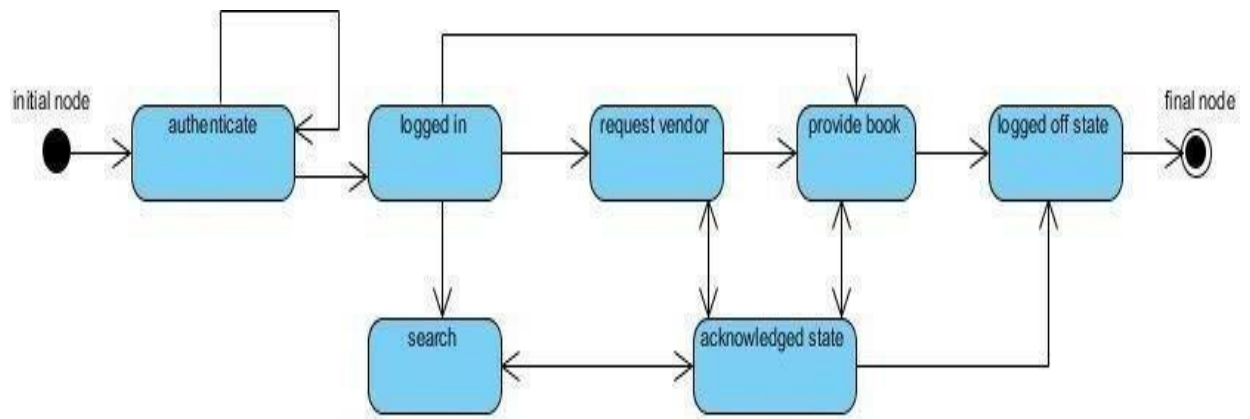 initial node
authenticate
logged in
request vendor
provide book
logged off state
final node
search
acknowledged state